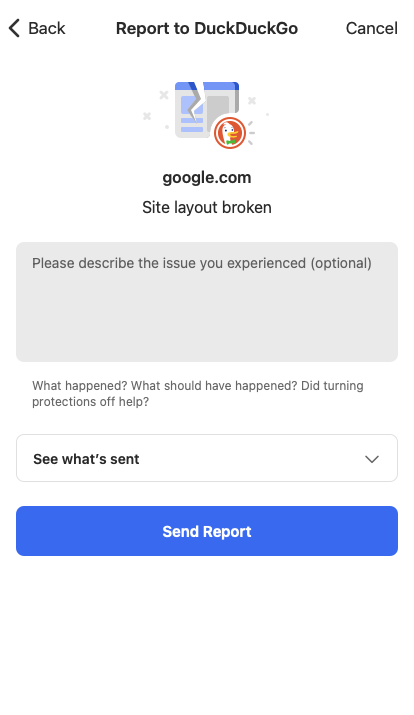 Back
Report to DuckDuckGo
Cancel
google.com
Site layout broken
Please describe the issue you experienced (optional)
What happened? What should have happened? Did turning
protections off help?
See what's sent
Send Report